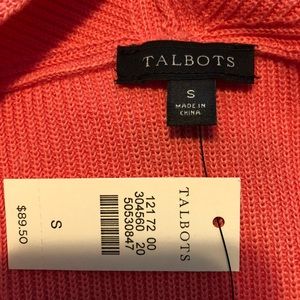 TALBOTS
S
MADE IN
CHINA
TALBOTS
121 72 00
304560 20
50530847
S
$89.50